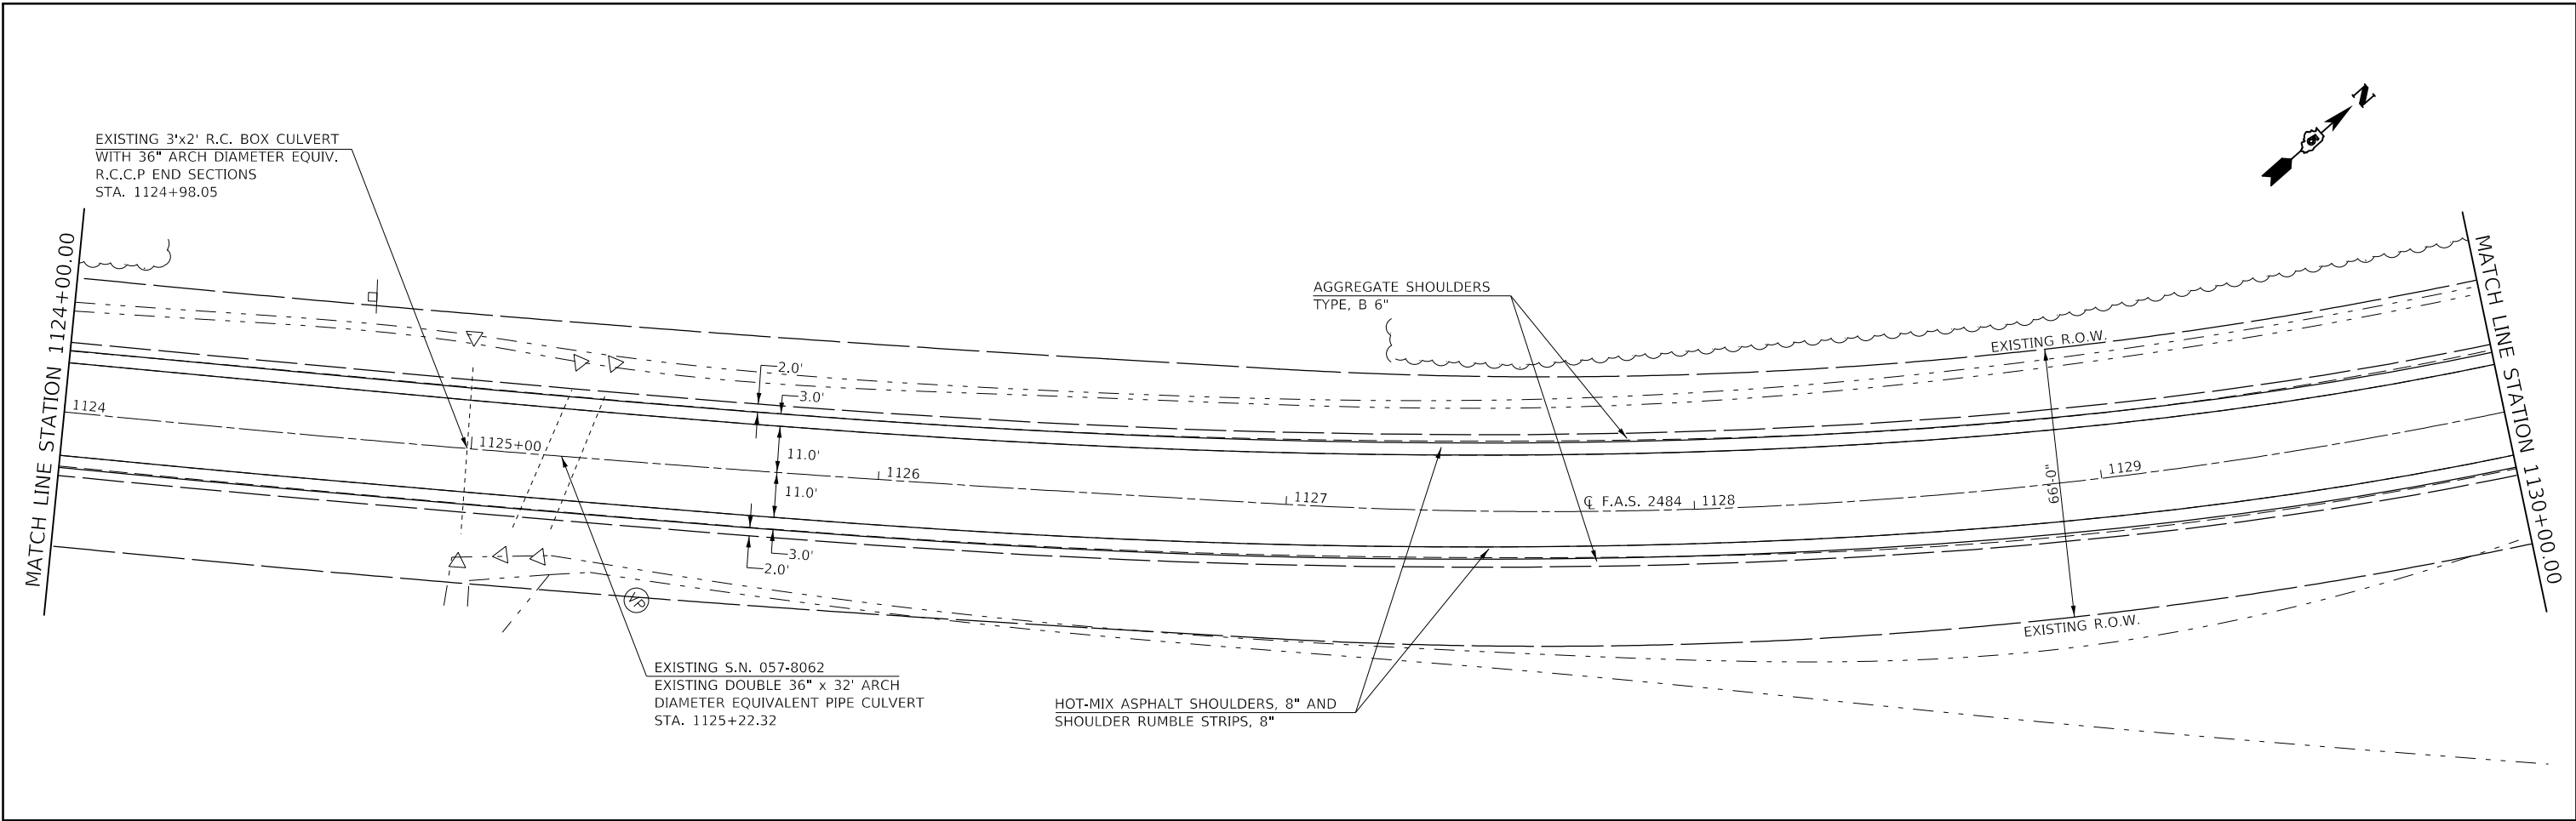 EXISTING 3'x2' R.C. BOX CULVERT
WITH 36" ARCH DIAMETER EQUIV.
R.C.C.P END SECTIONS
STA. 1124+98.05
N
MATCH LINE STATION 1124+00.00
MATCH LINE STATION 1130+00.00
AGGREGATE SHOULDERS
TYPE, B 6"
EXISTING R.O.W.
2.0'
3.0'
1124
1125+00
11.0'
1126
11.0'
1127
℄ F.A.S. 2484
1128
1129
66'-0"
3.0'
2.0'
VP
EXISTING R.O.W.
EXISTING S.N. 057-8062
EXISTING DOUBLE 36" x 32' ARCH
DIAMETER EQUIVALENT PIPE CULVERT
STA. 1125+22.32
HOT-MIX ASPHALT SHOULDERS, 8" AND
SHOULDER RUMBLE STRIPS, 8"